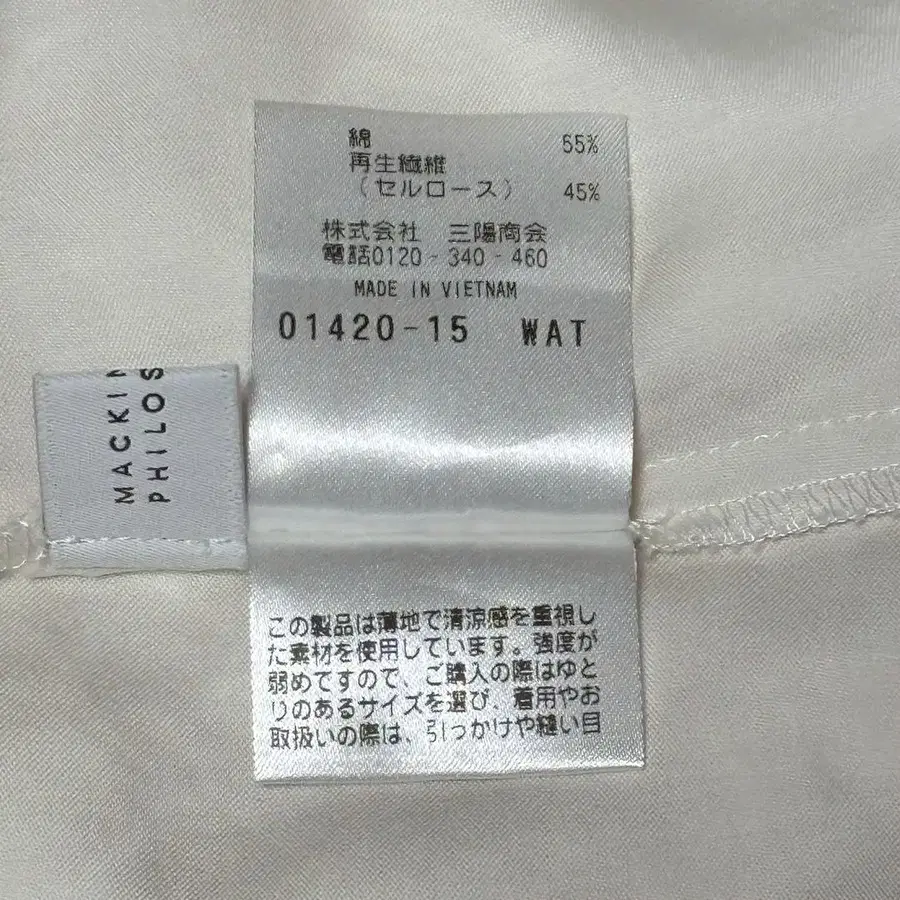 綿 55%
再生繊維
(セルロース) 45%
株式会社 三陽商会
電話0120-340-460
MADE IN VIETNAM
01420-15 WAT
MACKIN
PHILOS
この製品は薄地で清涼感を重視し
た素材を使用しています。強度が
弱めですので、ご購入の際はゆと
りのあるサイズを選び、着用やお
取扱いの際は、引っかけや縫い目